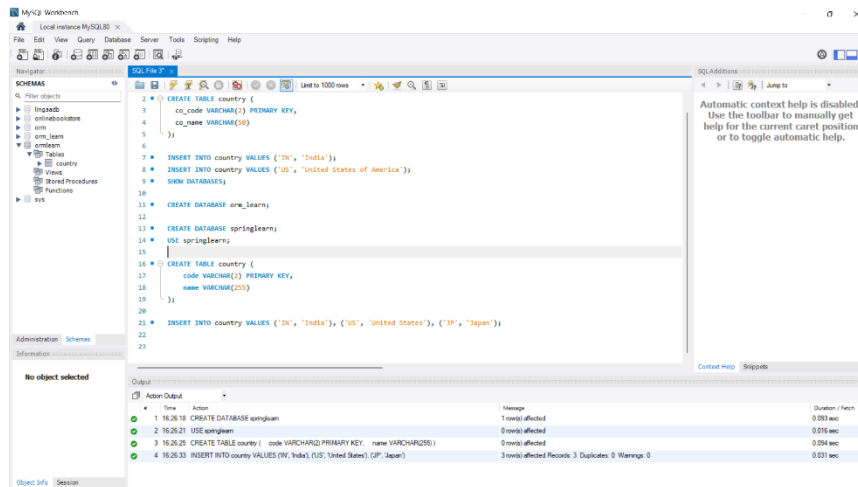 MySQL Workbench
Local instance MySQL80 ×
File Edit View Query Database Server Tools Scripting Help
Navigator
SCHEMAS
Filter objects
lingaadb
onlinebookstore
orm
orm_learn
ormlearn
Tables
country
Views
Stored Procedures
Functions
sys
Administration Schemas
Information
No object selected
Object Info Session
SQL File 3* ×
Limit to 1000 rows
2 CREATE TABLE country (
3 co_code VARCHAR(2) PRIMARY KEY,
4 co_name VARCHAR(50)
5 );
6
7 INSERT INTO country VALUES ('IN', 'India');
8 INSERT INTO country VALUES ('US', 'United States of America');
9 SHOW DATABASES;
10
11 CREATE DATABASE orm_learn;
12
13 CREATE DATABASE springlearn;
14 USE springlearn;
15
16 CREATE TABLE country (
17 code VARCHAR(2) PRIMARY KEY,
18 name VARCHAR(255)
19 );
20
21 INSERT INTO country VALUES ('IN', 'India'), ('US', 'United States'), ('JP', 'Japan');
22
23
SQLAdditions
Jump to
Automatic context help is disabled.
Use the toolbar to manually get
help for the current caret position
or to toggle automatic help.
Context Help Snippets
Output
Action Output
# Time Action Message Duration / Fetch
1 16:26:18 CREATE DATABASE springlearn 1 row(s) affected 0.093 sec
2 16:26:21 USE springlearn 0 row(s) affected 0.016 sec
3 16:26:25 CREATE TABLE country ( code VARCHAR(2) PRIMARY KEY, name VARCHAR(255) ) 0 row(s) affected 0.094 sec
4 16:26:33 INSERT INTO country VALUES ('IN', 'India'), ('US', 'United States'), ('JP', 'Japan') 3 row(s) affected Records: 3 Duplicates: 0 Warnings: 0 0.031 sec